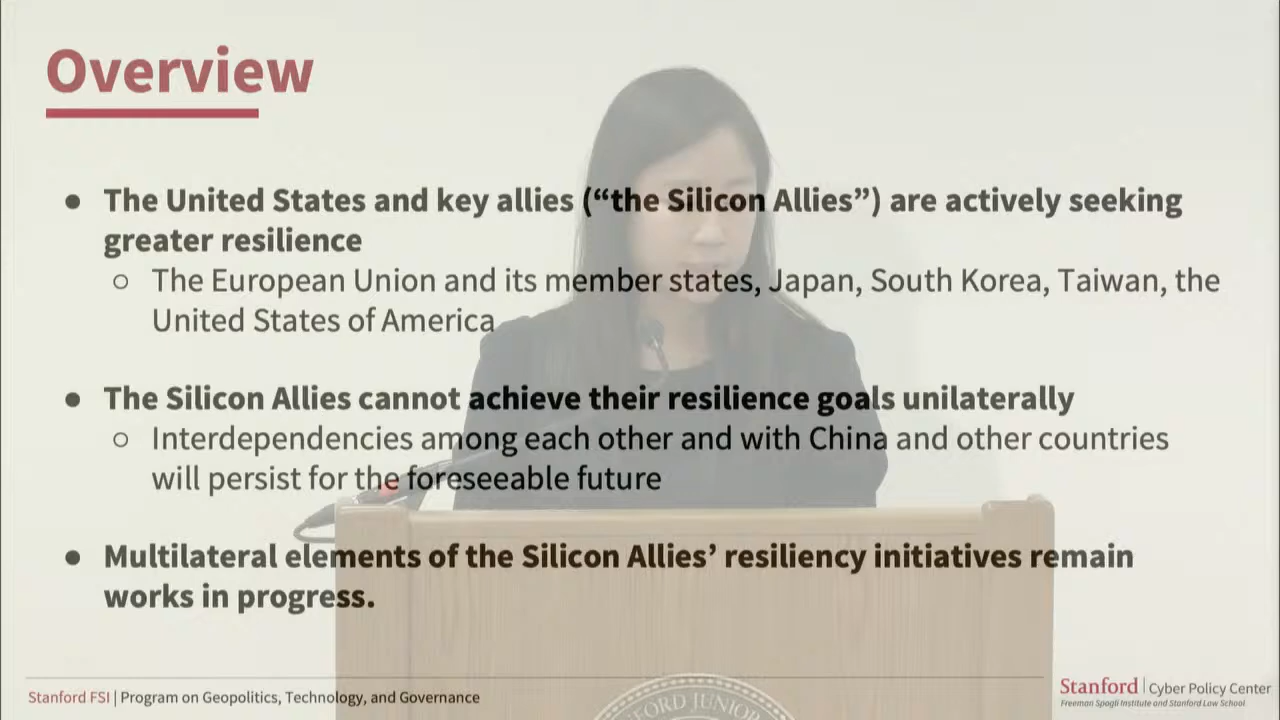 Overview
● The United States and key allies (“the Silicon Allies”) are actively seeking
greater resilience
○ The European Union and its member states, Japan, South Korea, Taiwan, the
United States of America
● The Silicon Allies cannot achieve their resilience goals unilaterally
○ Interdependencies among each other and with China and other countries
will persist for the foreseeable future
● Multilateral elements of the Silicon Allies’ resiliency initiatives remain
works in progress.
Stanford FSI | Program on Geopolitics, Technology, and Governance
Stanford | Cyber Policy Center
Freeman Spogli Institute and Stanford Law School
FORD JUNIOR